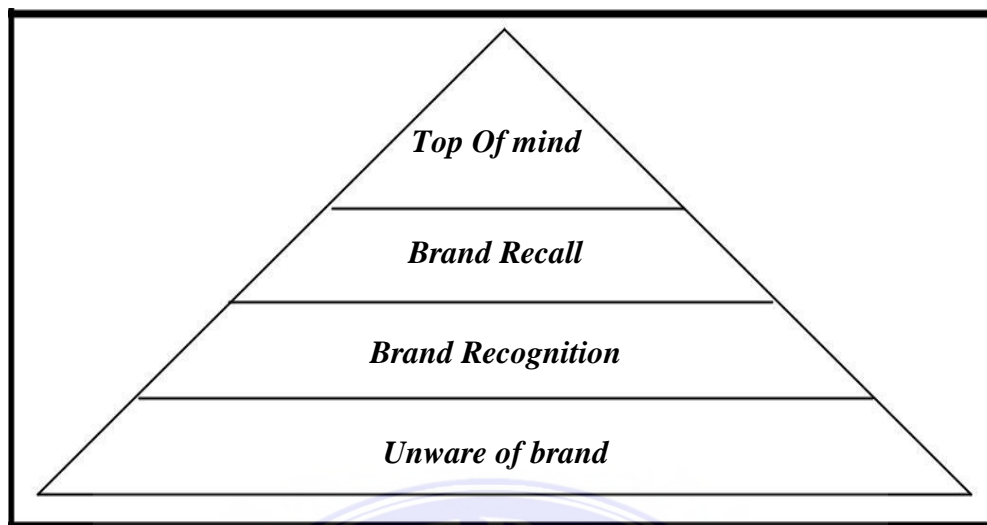 Top Of mind
Brand Recall
Brand Recognition
Unware of brand